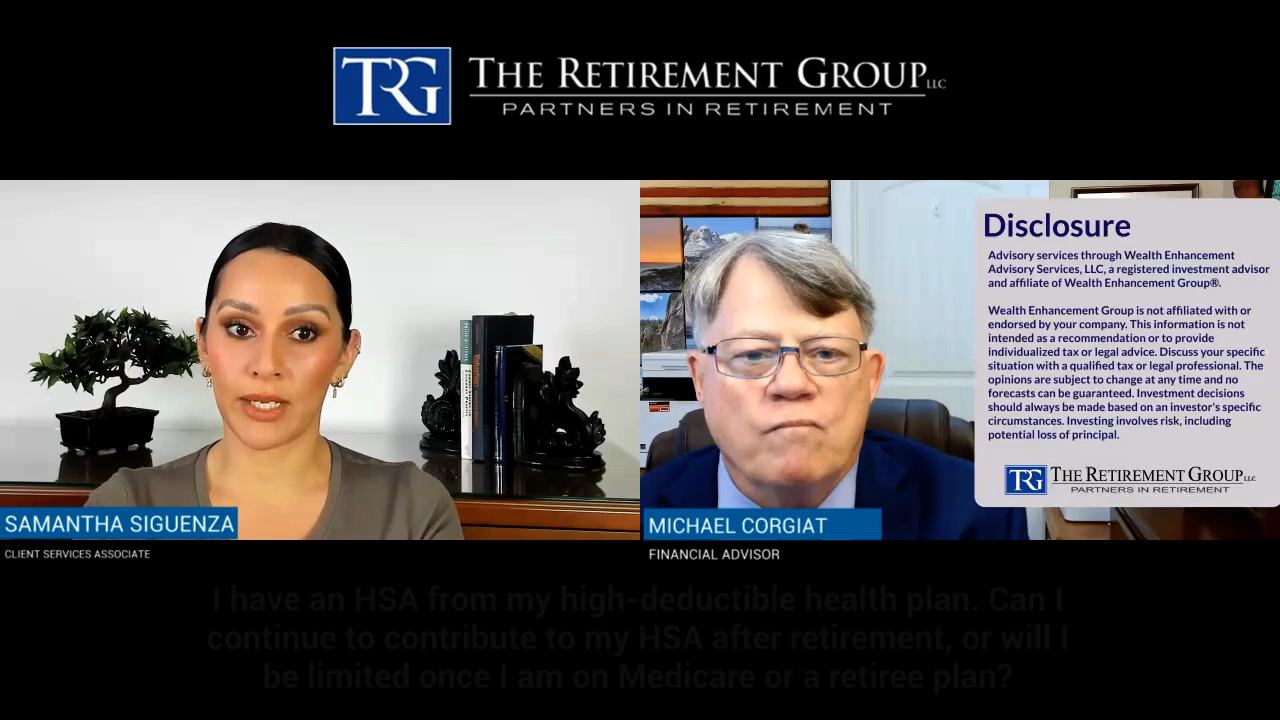 TRG THE RETIREMENT GROUP LLC
PARTNERS IN RETIREMENT
Disclosure
Advisory services through Wealth Enhancement
Advisory Services, LLC, a registered investment advisor
and affiliate of Wealth Enhancement Group®.
Wealth Enhancement Group is not affiliated with or
endorsed by your company. This information is not
intended as a recommendation or to provide
individualized tax or legal advice. Discuss your specific
situation with a qualified tax or legal professional. The
opinions are subject to change at any time and no
forecasts can be guaranteed. Investment decisions
should always be made based on an investor's specific
circumstances. Investing involves risk, including
potential loss of principal.
TRG THE RETIREMENT GROUP LLC
PARTNERS IN RETIREMENT
SAMANTHA SIGUENZA
CLIENT SERVICES ASSOCIATE
MICHAEL CORGIAT
FINANCIAL ADVISOR
I have an HSA from my high-deductible health plan. Can I
continue to contribute to my HSA after retirement, or will I
be limited once I am on Medicare or a retiree plan?